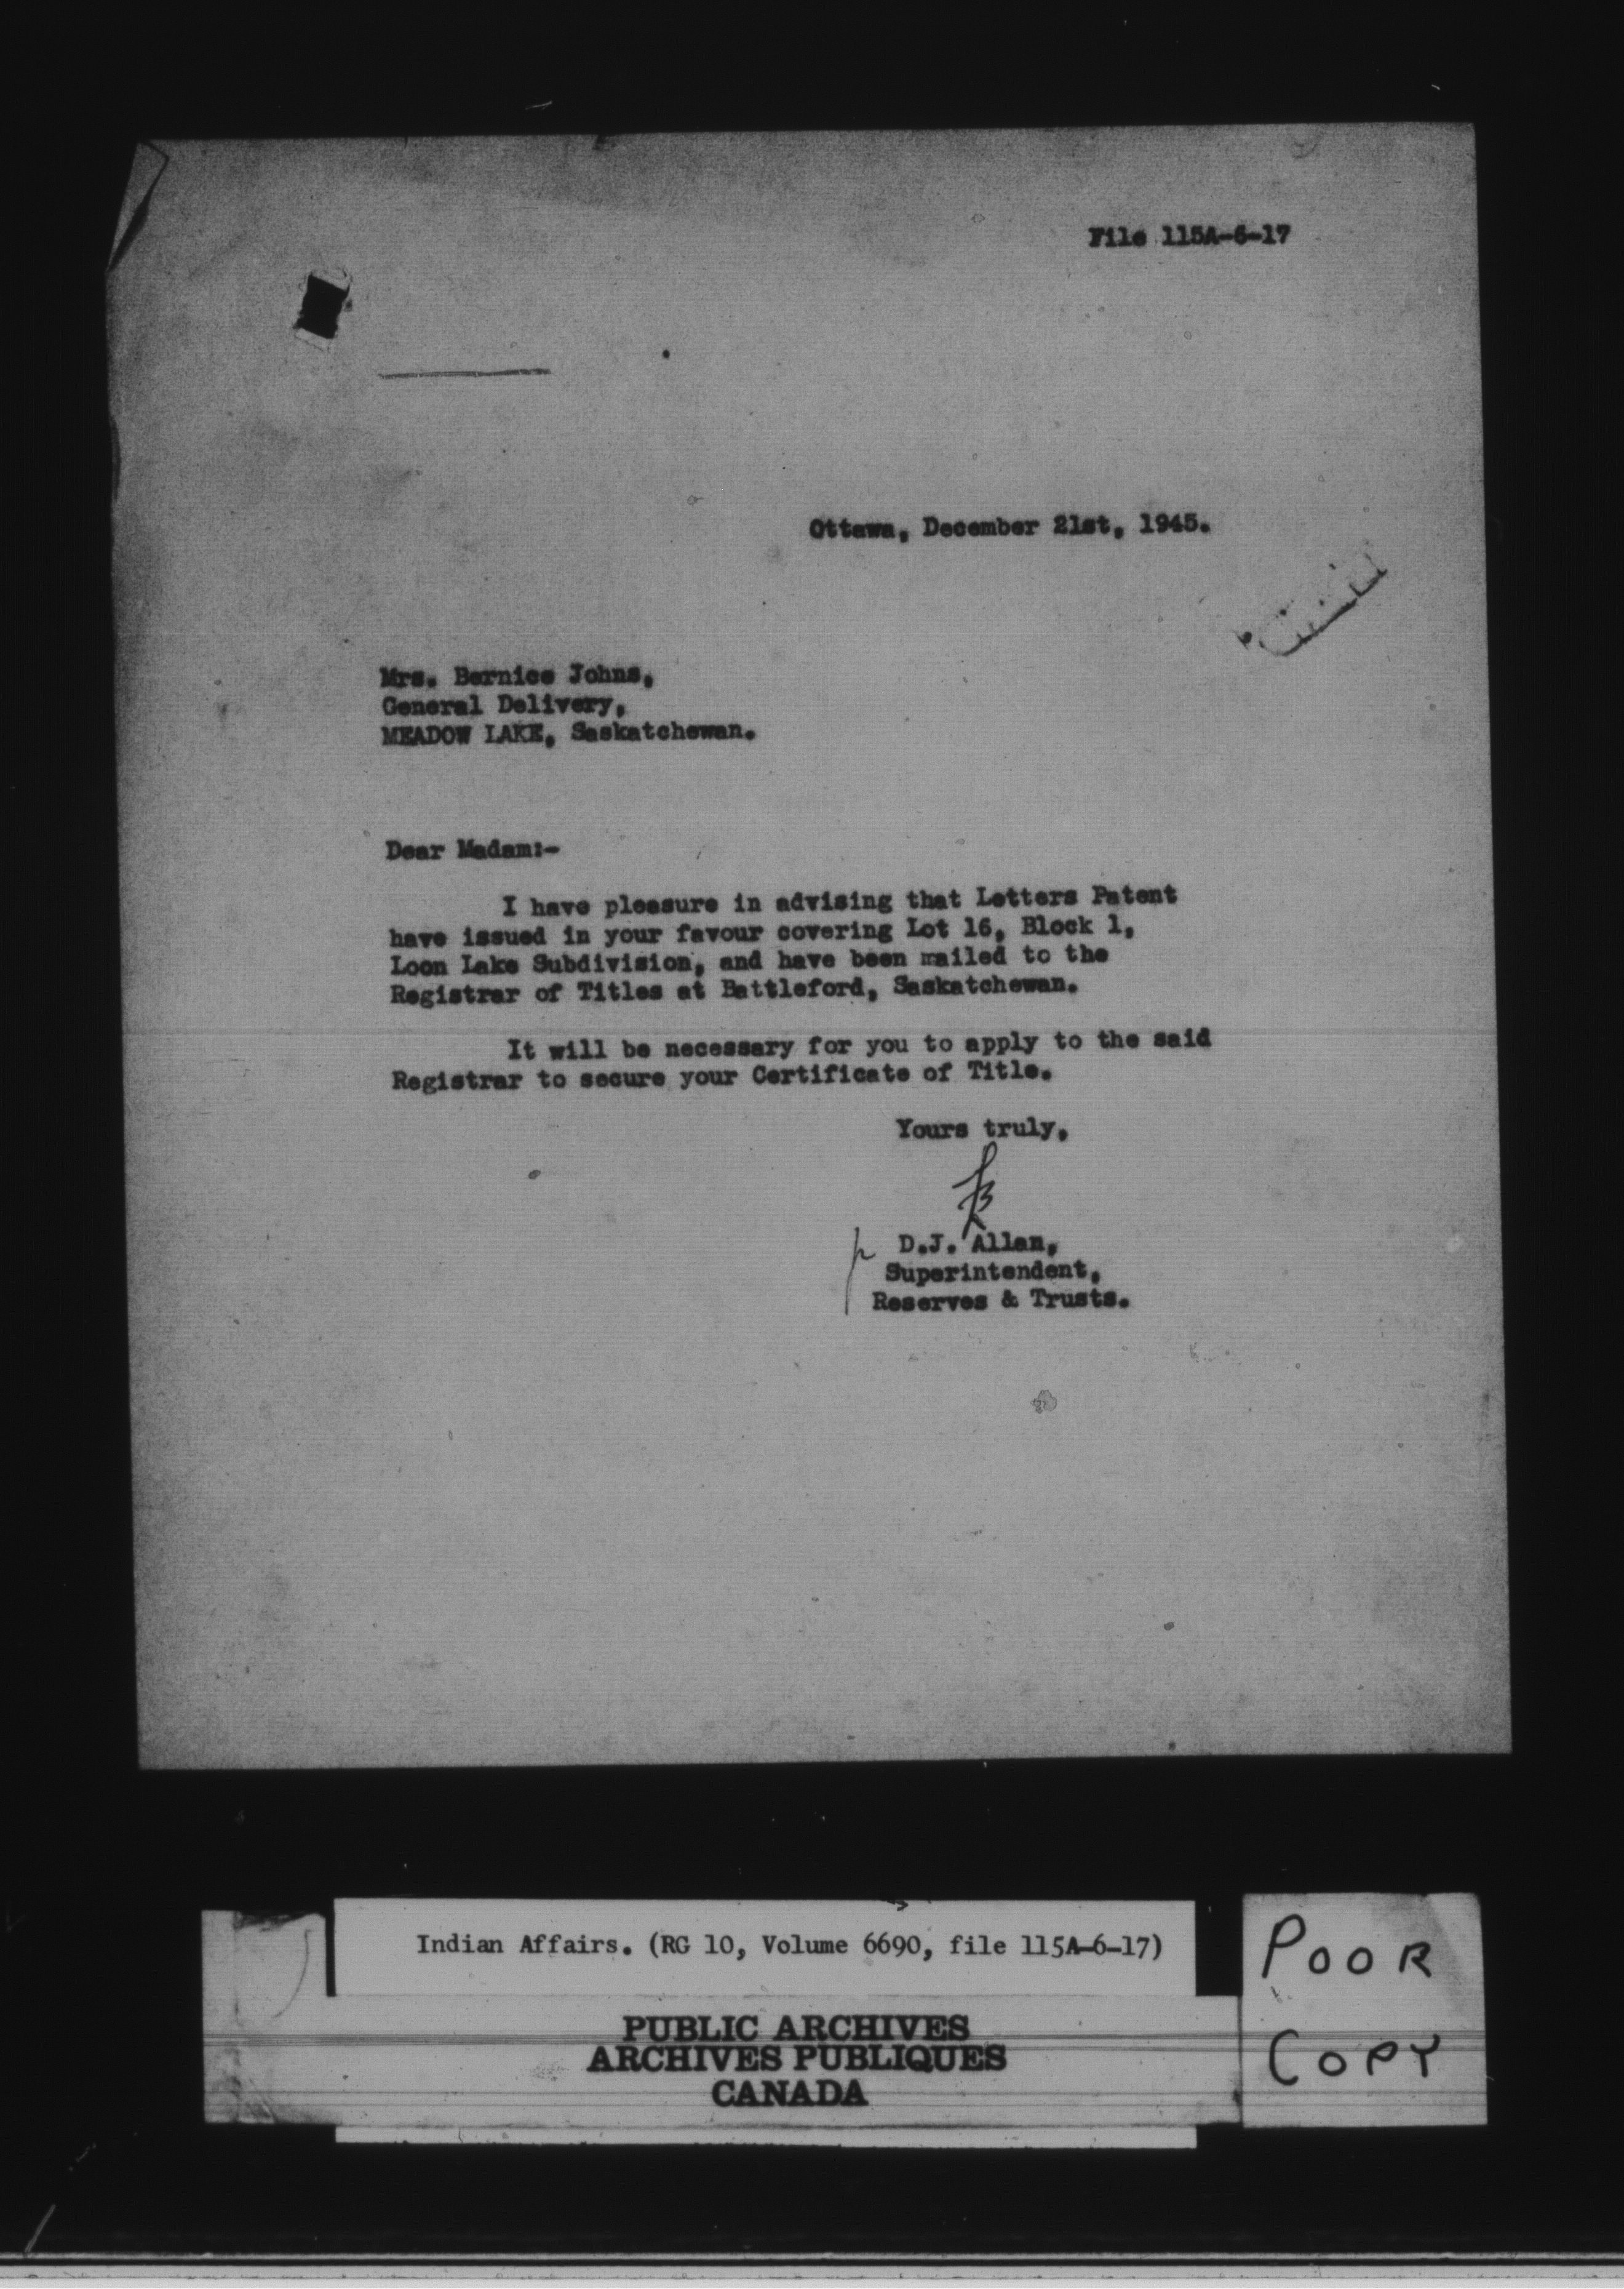 File 115A-6-17
Ottawa, December 21st, 1945.
Mrs. Bernice Johns,
General Delivery,
MEADOW LAKE, Saskatchewan.
Dear Madam:-
I have pleasure in advising that Letters Patent
have issued in your favour covering Lot 16, Block 1,
Loon Lake Subdivision, and have been mailed to the
Registrar of Titles at Battleford, Saskatchewan.
It will be necessary for you to apply to the said
Registrar to secure your Certificate of Title.
Yours truly,
D.J. Allan,
Superintendent,
Reserves & Trusts.
Indian Affairs. (RG 10, Volume 6690, file 115A-6-17)
PUBLIC ARCHIVES
ARCHIVES PUBLIQUES
CANADA
POOR
COPY